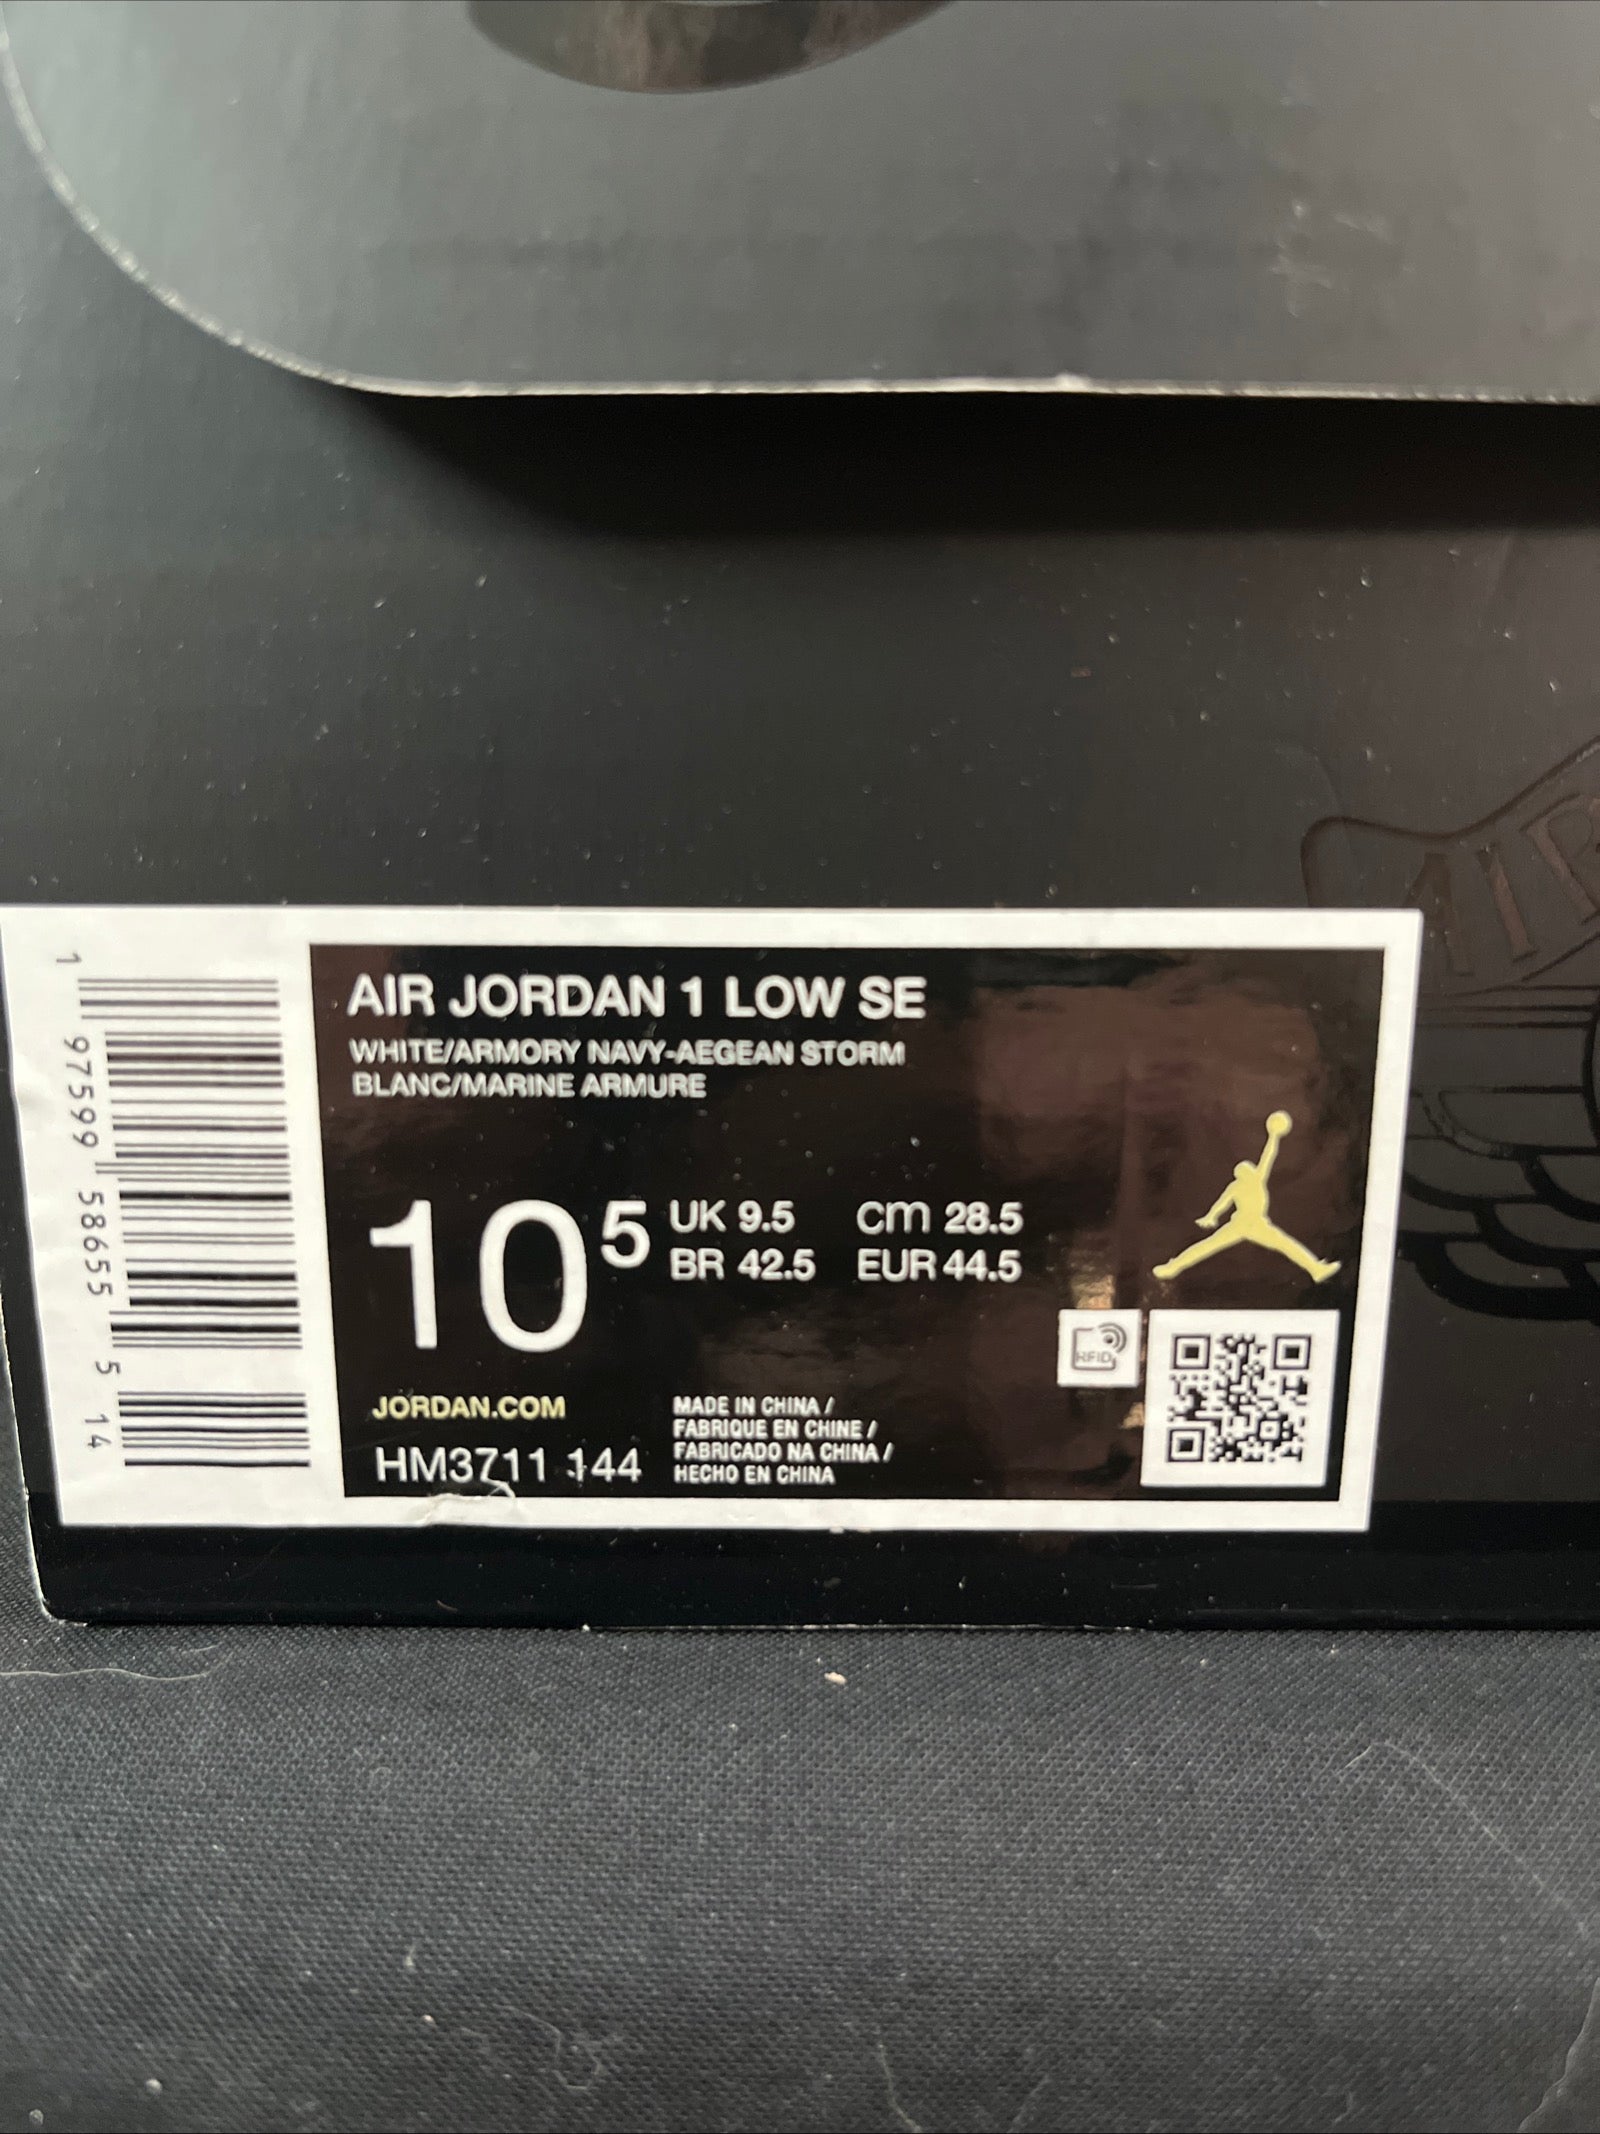 AIR
AIR JORDAN 1 LOW SE
WHITE/ARMORY NAVY-AEGEAN STORM
BLANC/MARINE ARMURE
10 5
UK 9.5 cm 28.5
BR 42.5 EUR 44.5
RFID
JORDAN.COM
HM3711 144
MADE IN CHINA /
FABRIQUE EN CHINE /
FABRICADO NA CHINA /
HECHO EN CHINA
1 97599 58655 5 14